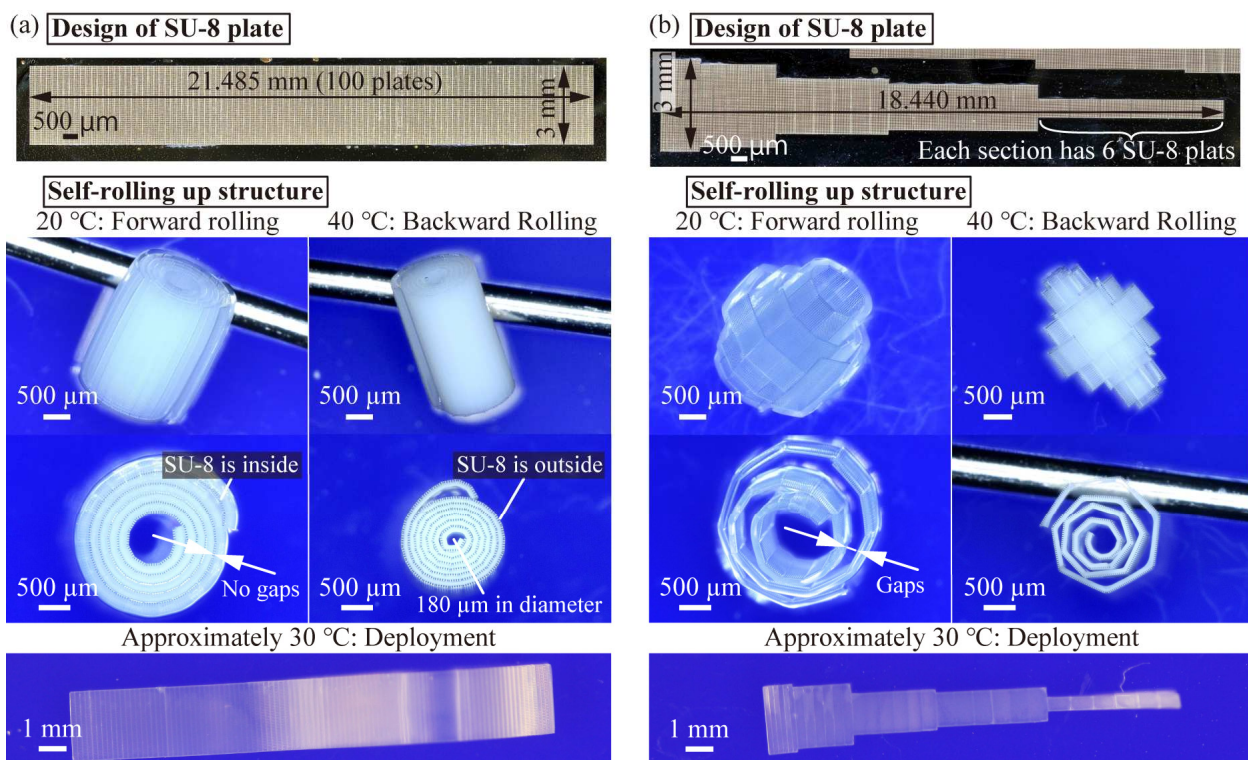 (a) Design of SU-8 plate
21.485 mm (100 plates)
3 mm
500 µm
Self-rolling up structure
20 ℃: Forward rolling
40 ℃: Backward Rolling
500 µm
500 µm
SU-8 is inside
SU-8 is outside
500 µm
No gaps
500 µm
180 µm in diameter
Approximately 30 ℃: Deployment
1 mm
(b) Design of SU-8 plate
3 mm
18.440 mm
500 µm
Each section has 6 SU-8 plats
Self-rolling up structure
20 ℃: Forward rolling
40 ℃: Backward Rolling
500 µm
500 µm
500 µm
Gaps
500 µm
Approximately 30 ℃: Deployment
1 mm